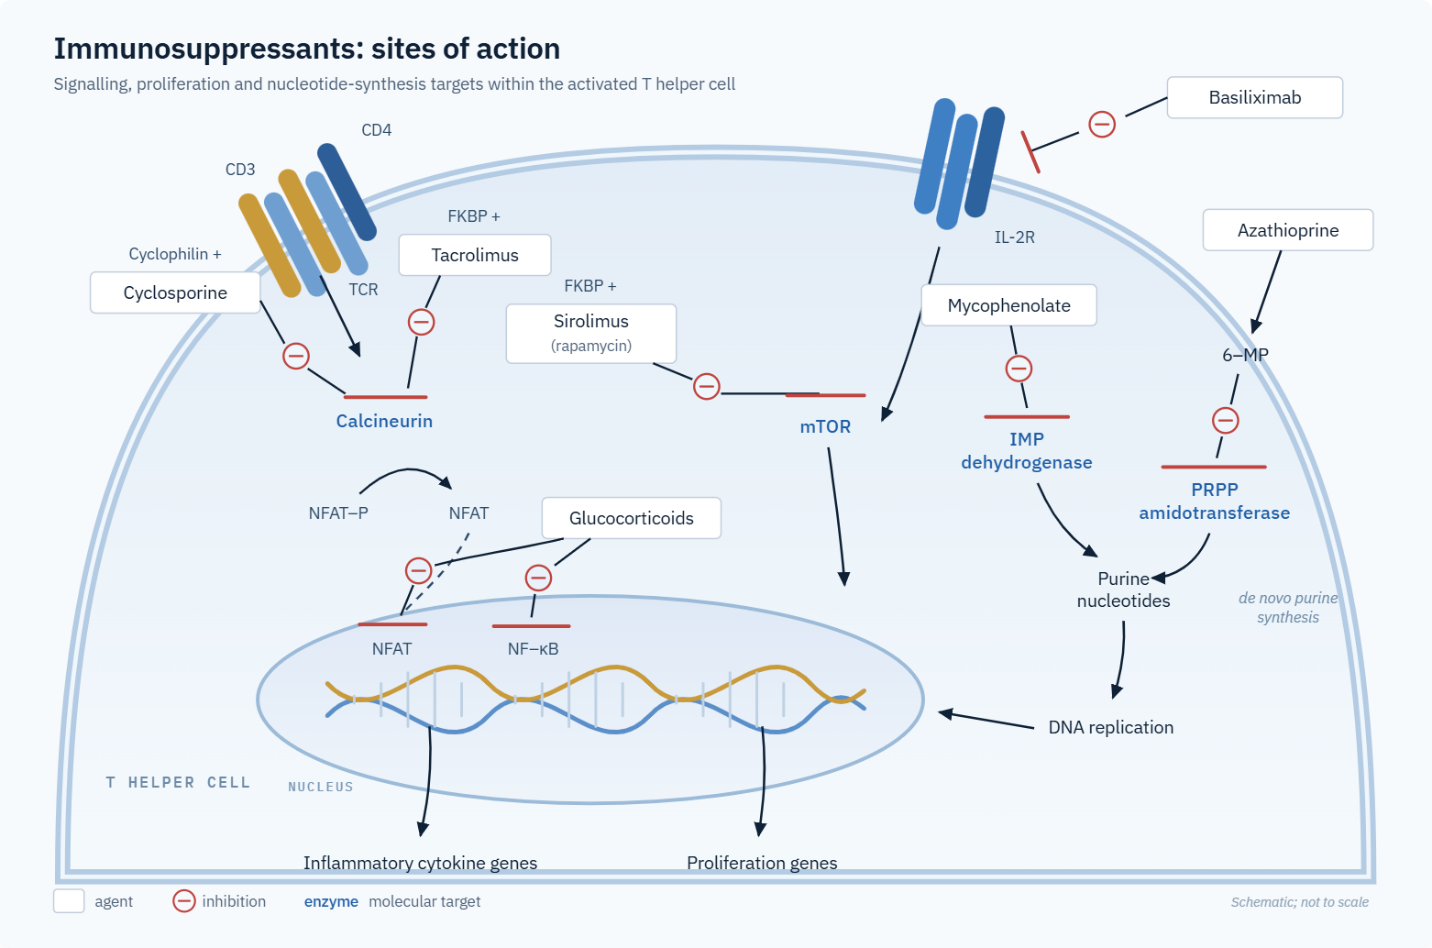 Immunosuppressants: sites of action
Signalling, proliferation and nucleotide-synthesis targets within the activated T helper cell
Basiliximab
CD4
CD3
FKBP +
Azathioprine
IL-2R
Cyclophilin +
Tacrolimus
Cyclosporine
TCR
FKBP +
Mycophenolate
Sirolimus
(rapamycin)
6–MP
Calcineurin
mTOR
IMP
dehydrogenase
PRPP
amidotransferase
NFAT–P
NFAT
Glucocorticoids
Purine
nucleotides
de novo purine
synthesis
NFAT
NF–κB
DNA replication
T HELPER CELL
NUCLEUS
Inflammatory cytokine genes
Proliferation genes
agent
inhibition
enzyme molecular target
Schematic; not to scale